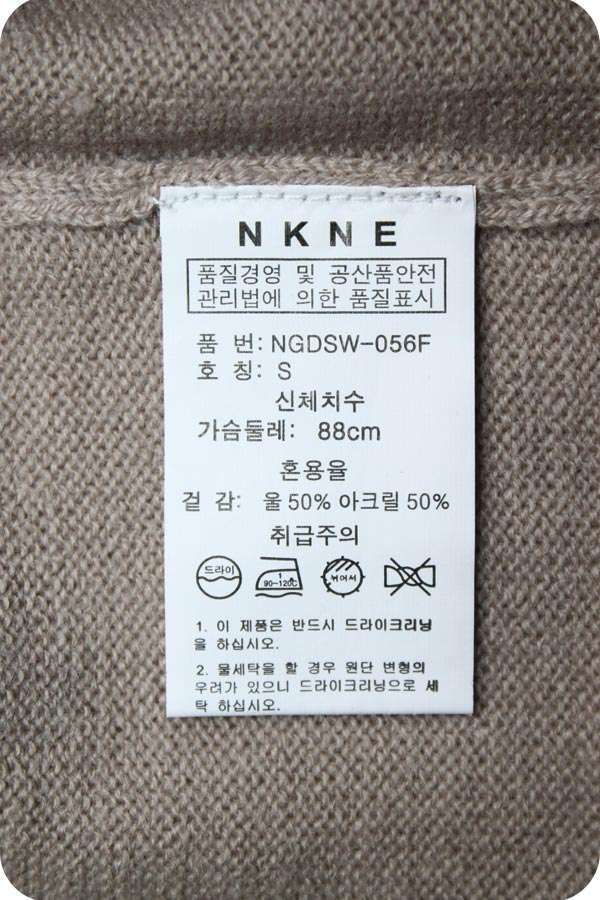 NKNE
품질경영 및 공산품안전
관리법에 의한 품질표시
품 번: NGDSW-056F
호 칭: S
신체치수
가슴둘레: 88cm
혼용율
겉 감: 울 50% 아크릴 50%
취급주의
드라이 1 90~120℃ 뉘어서
1. 이 제품은 반드시 드라이크리닝
을 하십시오.
2. 물세탁을 할 경우 원단 변형의
우려가 있으니 드라이크리닝으로 세
탁 하십시오.